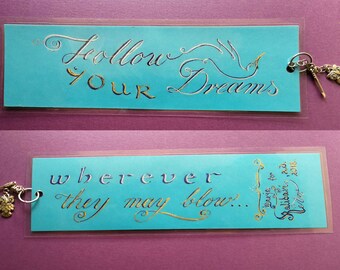 Follow
YOUR Dreams
wherever
they may blow...